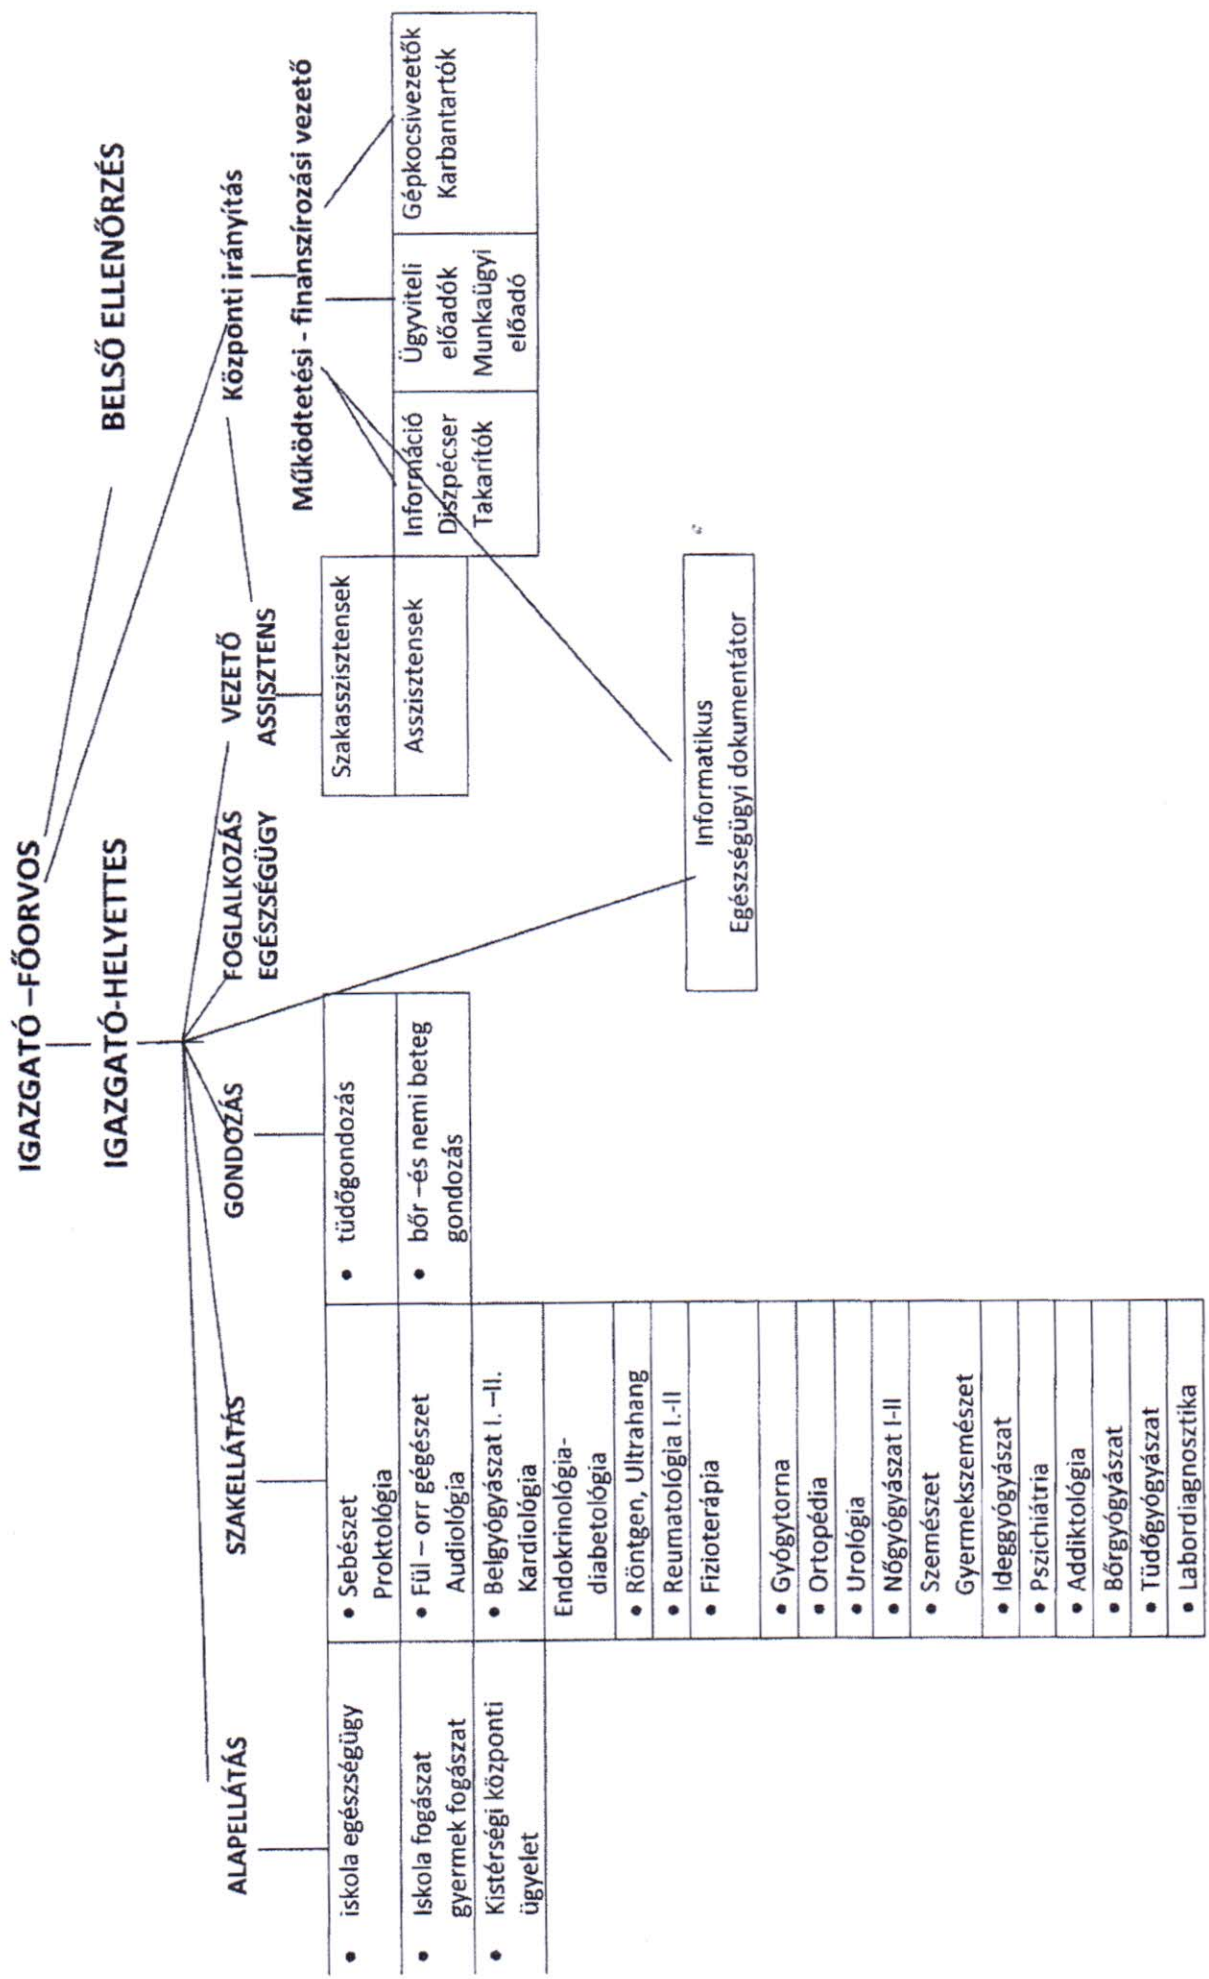 IGAZGATÓ –FŐORVOS
IGAZGATÓ-HELYETTES
BELSŐ ELLENŐRZÉS
ALAPELLÁTÁS
SZAKELLÁTÁS
GONDOZÁS
FOGLALKOZÁS
EGÉSZSÉGÜGY
VEZETŐ
ASSISZTENS
Központi irányítás
Működtetési - finanszírozási vezető
• iskola egészségügy
• Iskola fogászat
gyermek fogászat
• Kistérségi központi
ügyelet
• Sebészet
Proktológia
• Fül – orr gégészet
Audiológia
• Belgyógyászat I. –II.
Kardiológia
Endokrinológia-
diabetológia
• Röntgen, Ultrahang
• Reumatológia I.-II
• Fizioterápia
• Gyógytorna
• Ortopédia
• Urológia
• Nőgyógyászat I-II
• Szemészet
Gyermekszemészet
• Ideggyógyászat
• Pszichiátria
• Addiktológia
• Bőrgyógyászat
• Tüdőgyógyászat
• Labordiagnosztika
• tüdőgondozás
• bőr –és nemi beteg
gondozás
Szakasszisztensek
Asszisztensek
Információ
Diszpécser
Takarítók
Ügyviteli
előadók
Munkaügyi
előadó
Gépkocsivezetők
Karbantartók
Informatikus
Egészségügyi dokumentátor